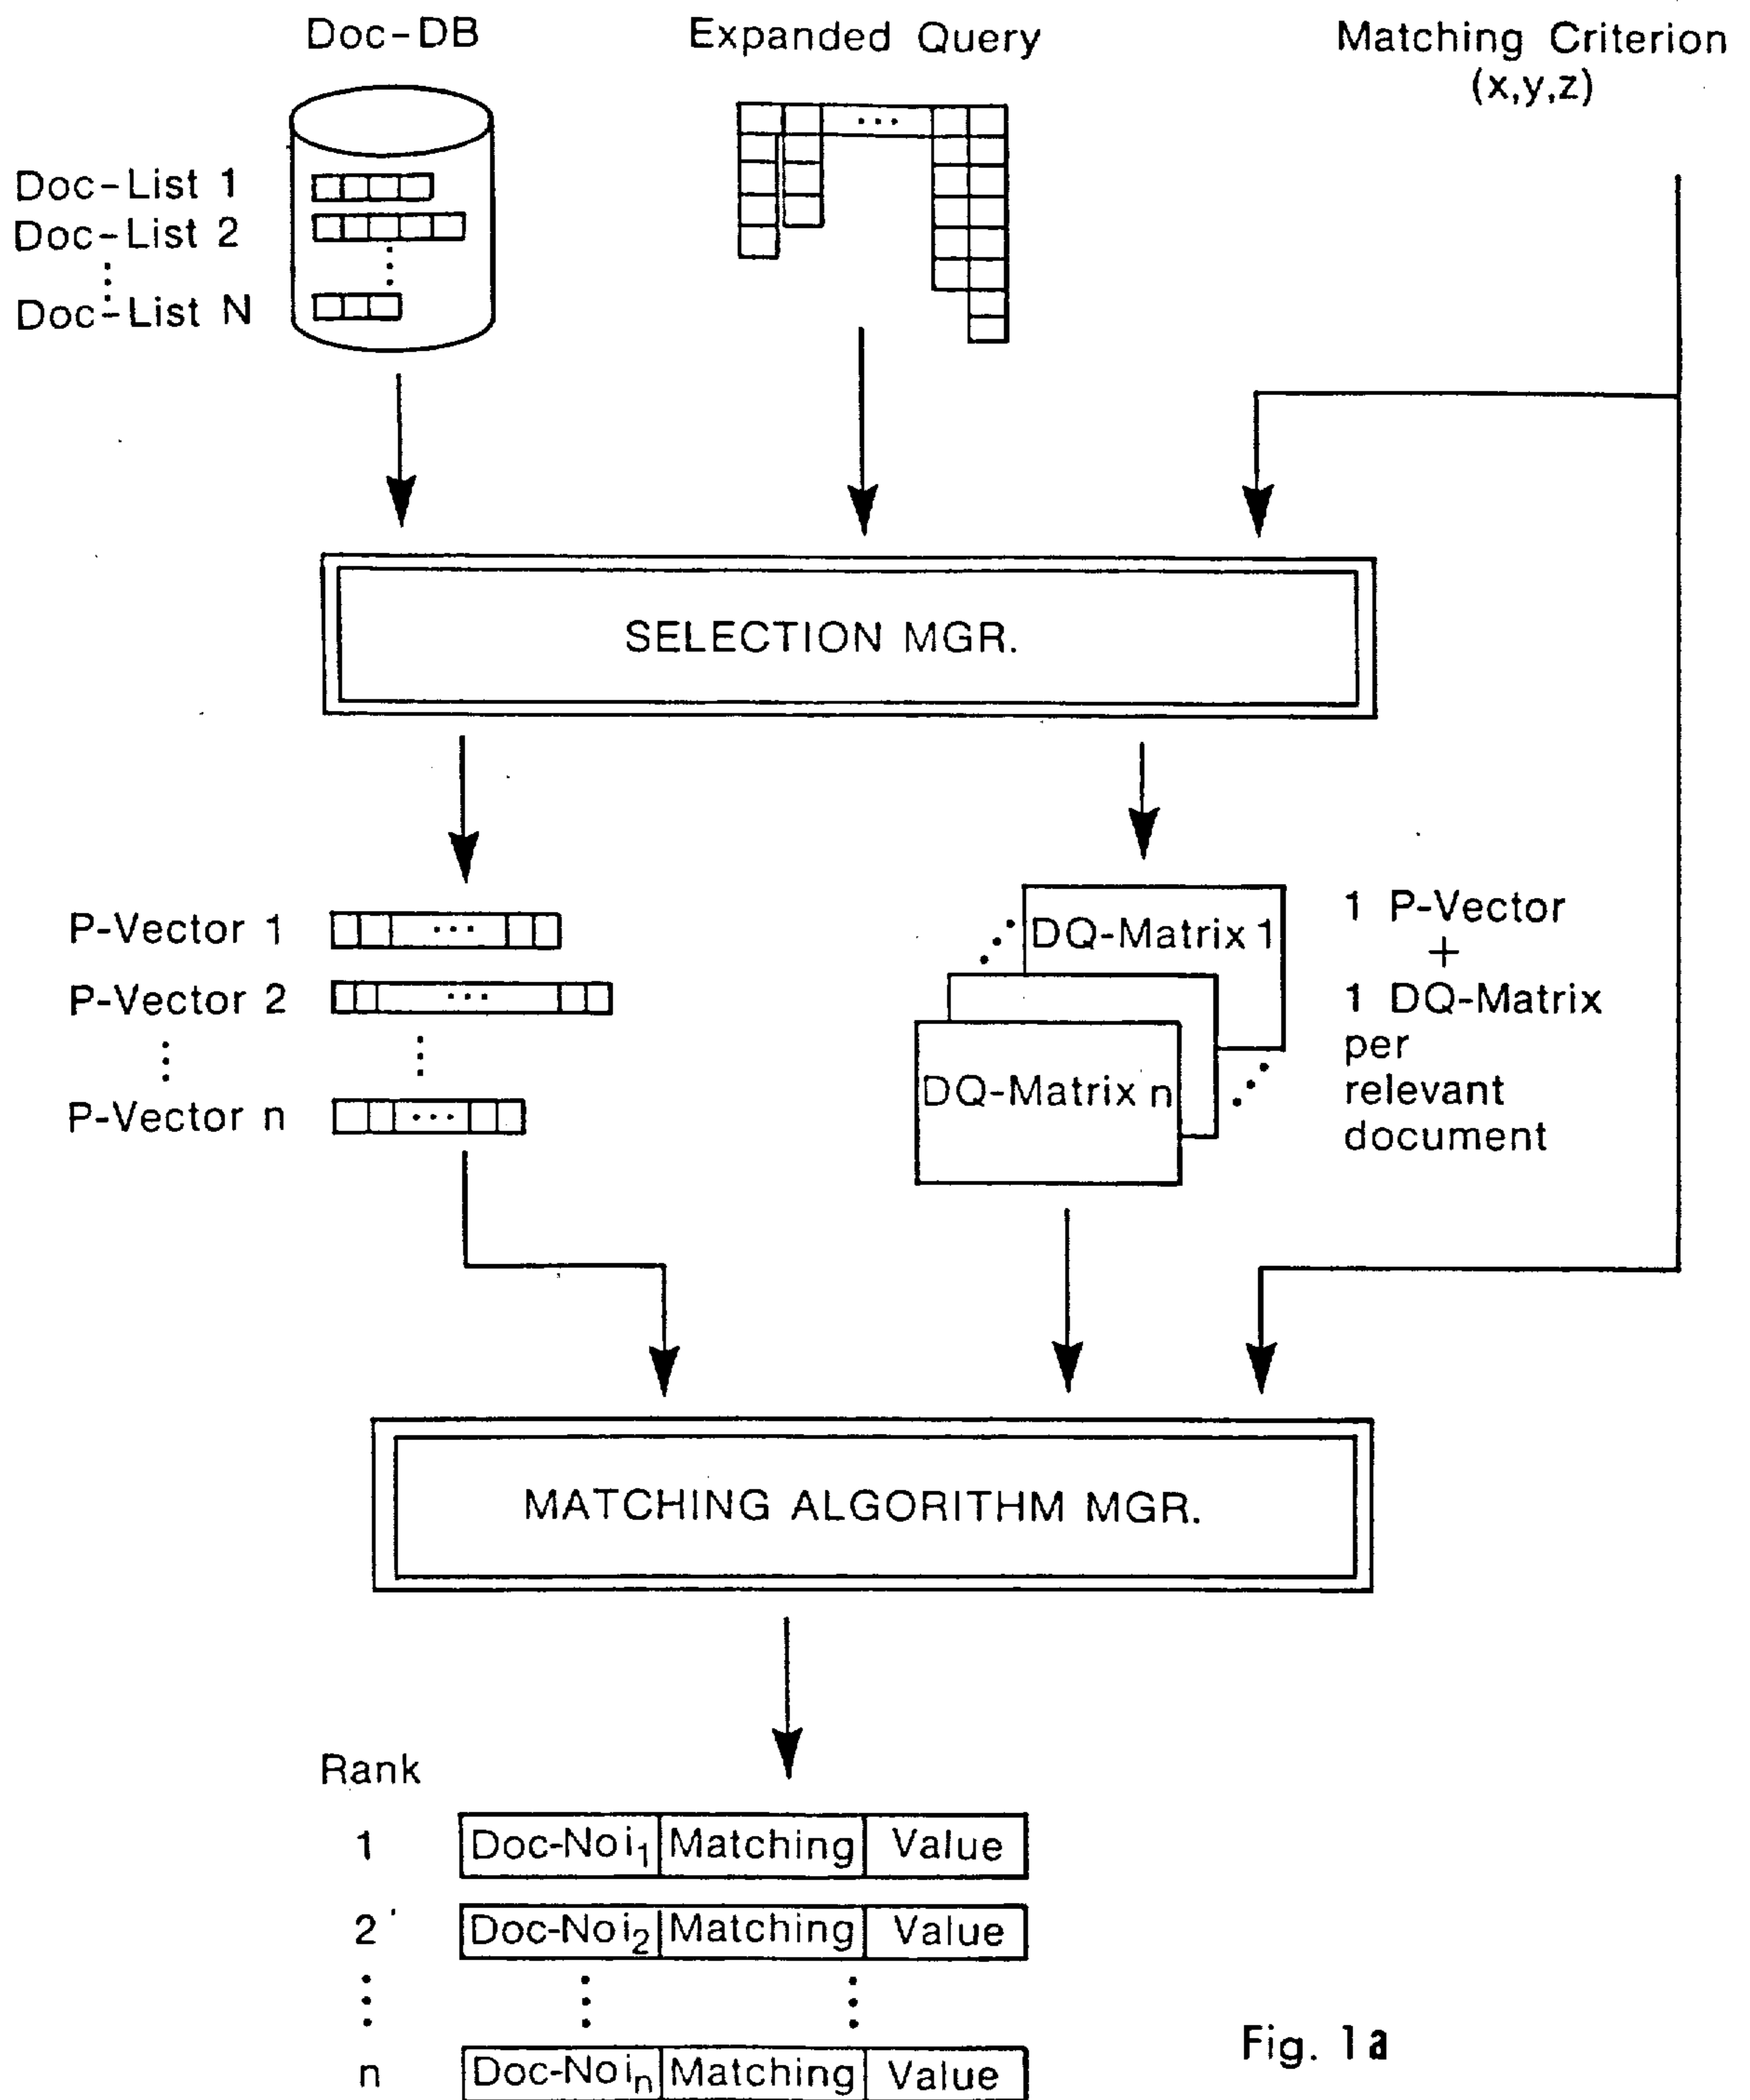 Doc-DB
Expanded Query
Matching Criterion
(x,y,z)
...
Doc-List 1
Doc-List 2
Doc-List N
SELECTION MGR.
P-Vector 1 ...
P-Vector 2 ...
P-Vector n ...
DQ-Matrix 1
DQ-Matrix n
1 P-Vector
+
1 DQ-Matrix
per
relevant
document
MATCHING ALGORITHM MGR.
Rank
1 Doc-No i₁ Matching Value
2 Doc-No i₂ Matching Value
n Doc-No iₙ Matching Value
Fig. 1a